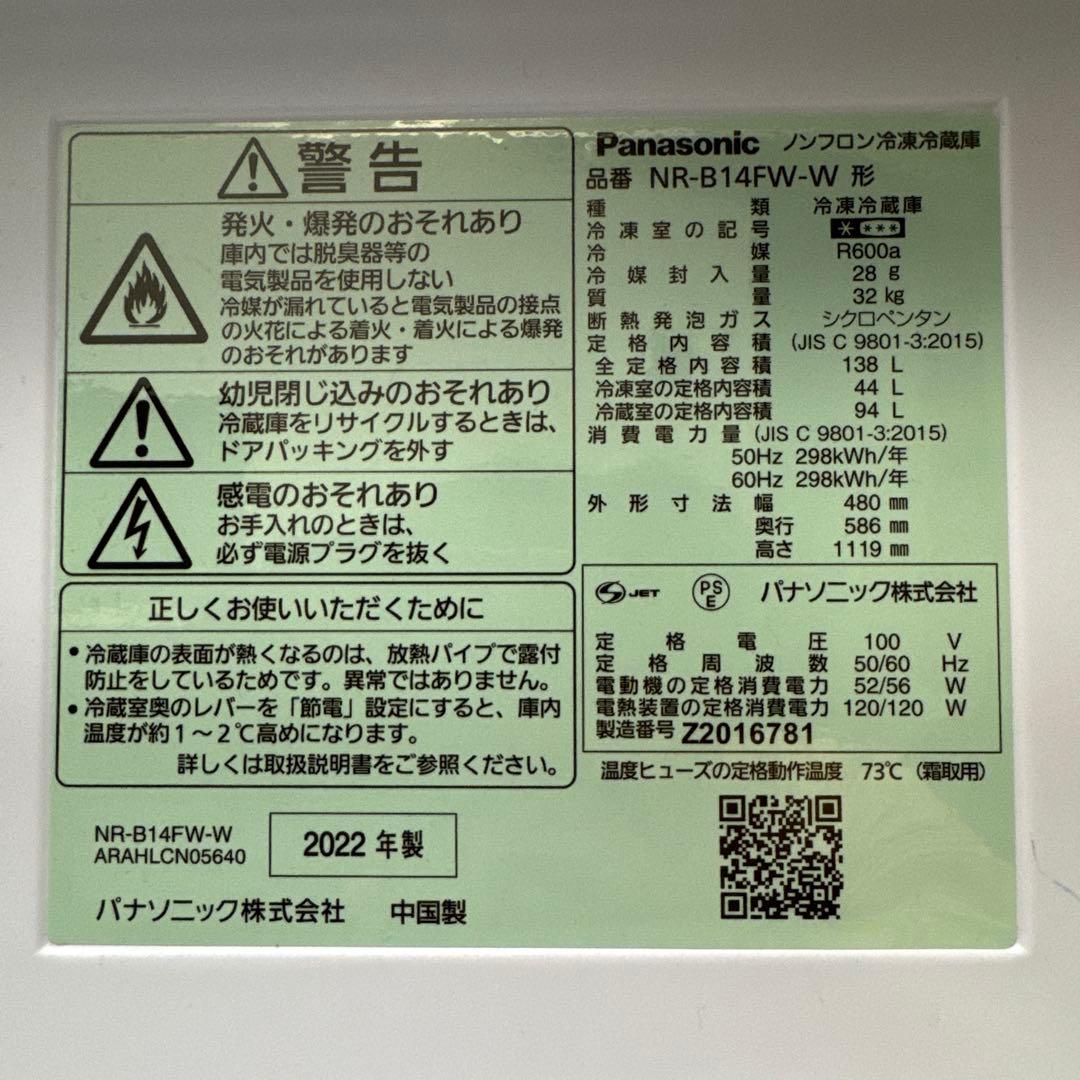 警告
発火・爆発のおそれあり
庫内では脱臭器等の
電気製品を使用しない
冷媒が漏れていると電気製品の接点
の火花による着火・着火による爆発
のおそれがあります
幼児閉じ込みのおそれあり
冷蔵庫をリサイクルするときは、
ドアパッキングを外す
感電のおそれあり
お手入れのときは、
必ず電源プラグを抜く
正しくお使いいただくために
•冷蔵庫の表面が熱くなるのは、放熱パイプで露付
防止をしているためです。異常ではありません。
•冷蔵室奥のレバーを「節電」設定にすると、庫内
温度が約1～2℃高めになります。
詳しくは取扱説明書をご参照ください。
NR-B14FW-W
ARAHLCN05640
2022 年製
パナソニック株式会社 中国製
Panasonic ノンフロン冷凍冷蔵庫
品番 NR-B14FW-W 形
種類 冷凍冷蔵庫
冷凍室の記号 * ***
冷媒 R600a
冷媒封入量 28 g
質量 32 kg
断熱発泡ガス シクロペンタン
定格内容積 (JIS C 9801-3:2015)
全定格内容積 138 L
冷凍室の定格内容積 44 L
冷蔵室の定格内容積 94 L
消費電力量 (JIS C 9801-3:2015)
50Hz 298kWh/年
60Hz 298kWh/年
外形寸法 幅 480 mm
奥行 586 mm
高さ 1119 mm
S JET PS E パナソニック株式会社
定格電圧 100 V
定格周波数 50/60 Hz
電動機の定格消費電力 52/56 W
電熱装置の定格消費電力 120/120 W
製造番号 Z2016781
温度ヒューズの定格動作温度 73℃（霜取用）